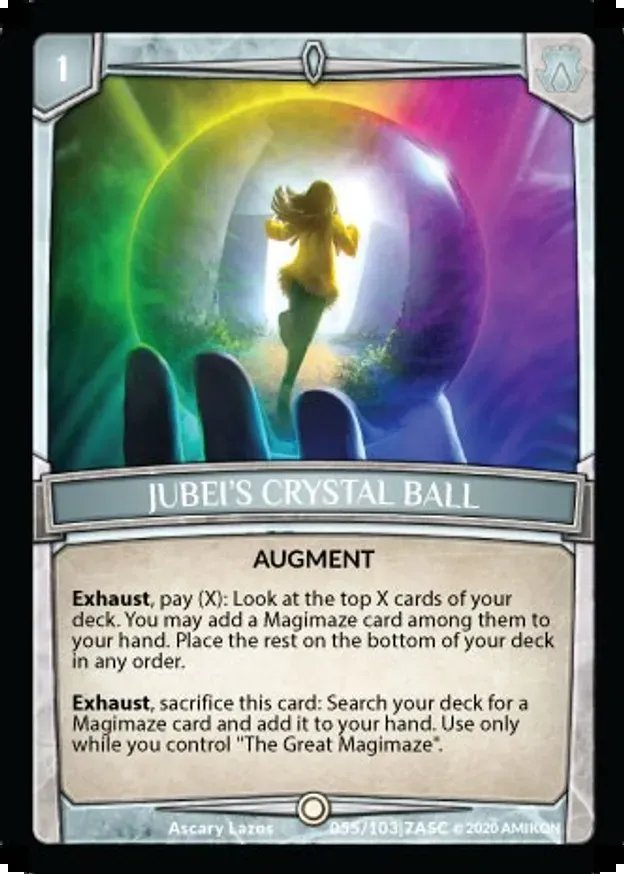 1
JUBEI'S CRYSTAL BALL
AUGMENT
Exhaust, pay (X): Look at the top X cards of your
deck. You may add a Magimaze card among them to
your hand. Place the rest on the bottom of your deck
in any order.
Exhaust, sacrifice this card: Search your deck for a
Magimaze card and add it to your hand. Use only
while you control "The Great Magimaze".
Ascary Lazos 055/103|7ASC © 2020 AMIKON